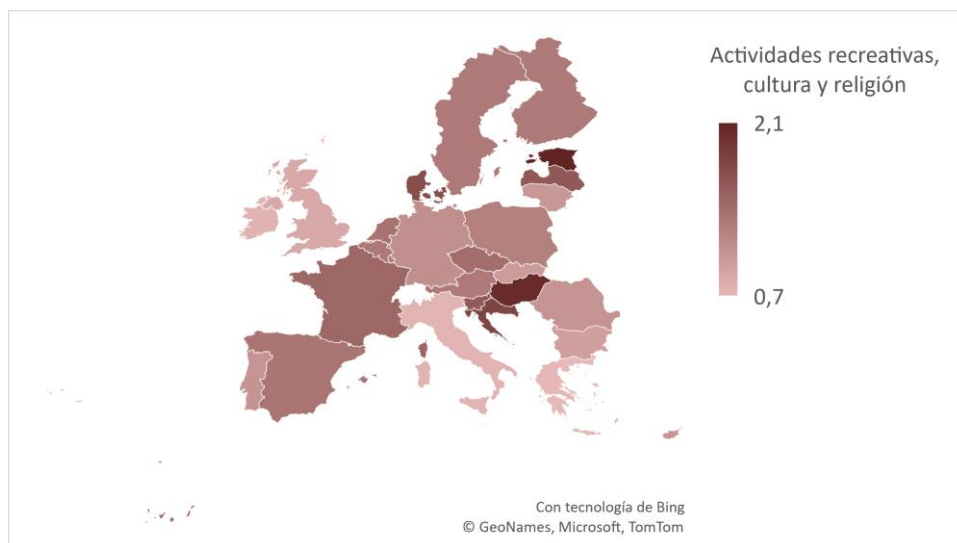 Actividades recreativas,
cultura y religión
2,1
0,7
Con tecnología de Bing
© GeoNames, Microsoft, TomTom